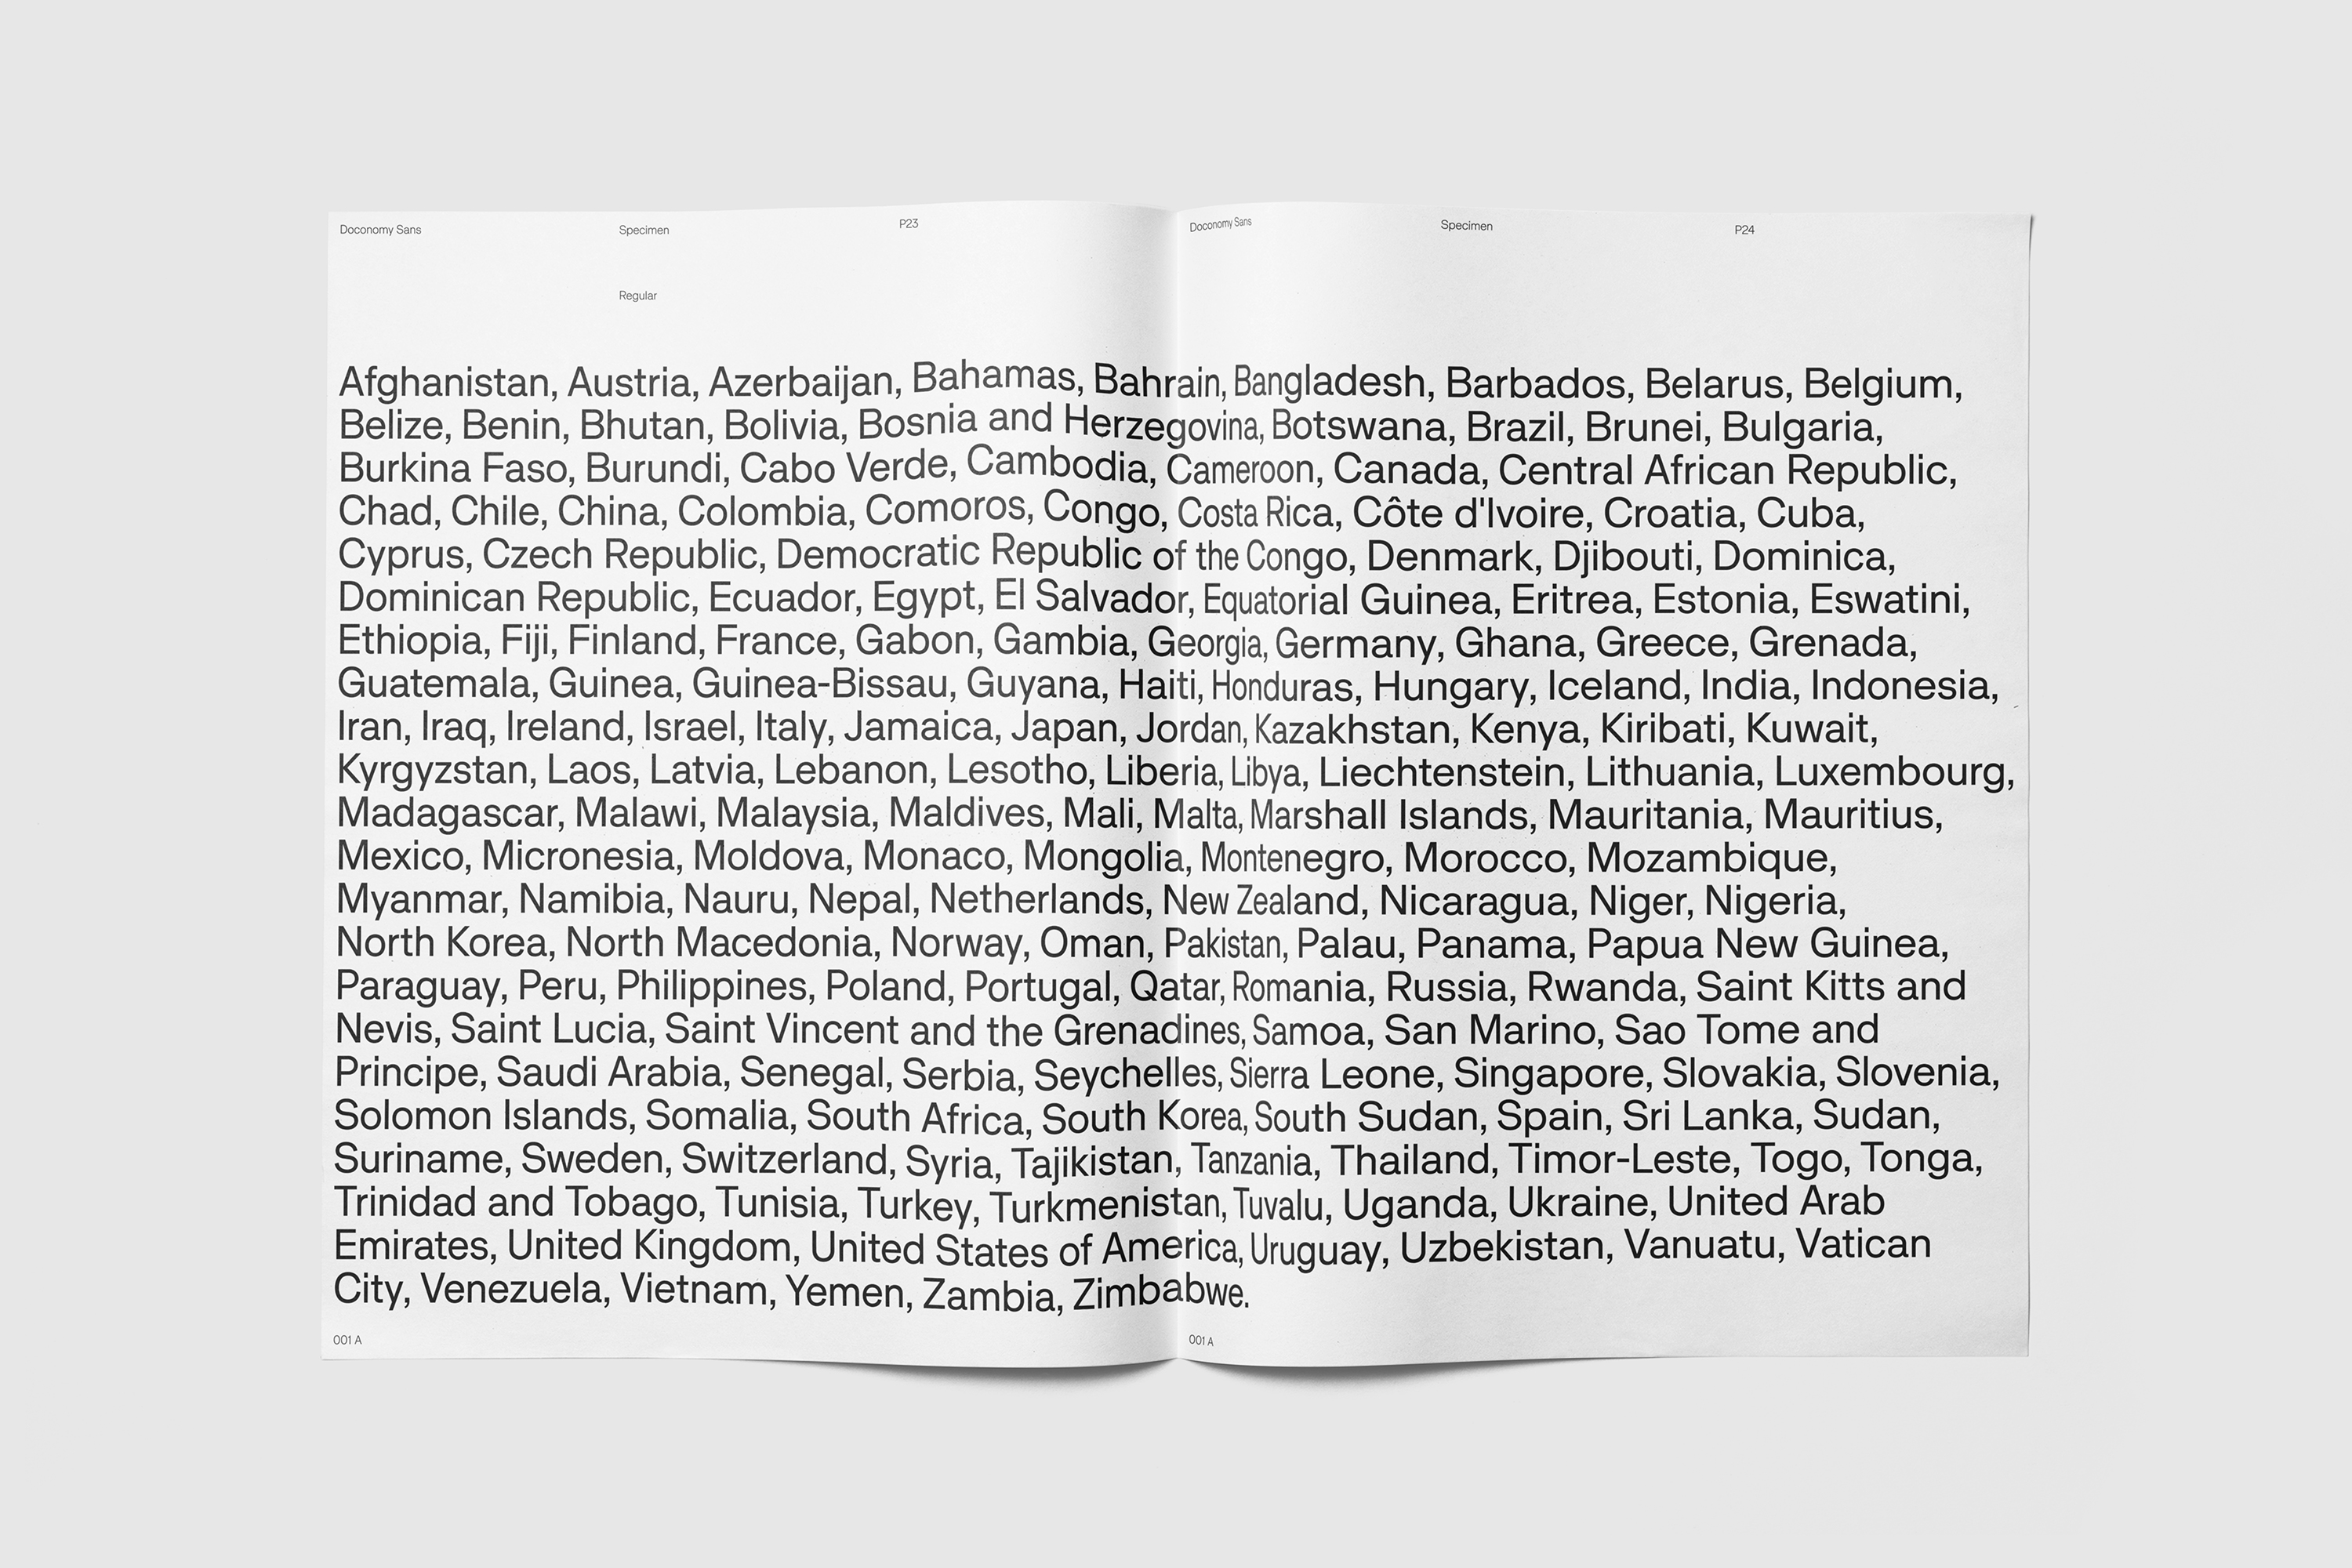 Doconomy Sans Specimen P23
Regular
Doconomy Sans Specimen P24
Afghanistan, Austria, Azerbaijan, Bahamas, Bahrain, Bangladesh, Barbados, Belarus, Belgium,
Belize, Benin, Bhutan, Bolivia, Bosnia and Herzegovina, Botswana, Brazil, Brunei, Bulgaria,
Burkina Faso, Burundi, Cabo Verde, Cambodia, Cameroon, Canada, Central African Republic,
Chad, Chile, China, Colombia, Comoros, Congo, Costa Rica, Côte d'Ivoire, Croatia, Cuba,
Cyprus, Czech Republic, Democratic Republic of the Congo, Denmark, Djibouti, Dominica,
Dominican Republic, Ecuador, Egypt, El Salvador, Equatorial Guinea, Eritrea, Estonia, Eswatini,
Ethiopia, Fiji, Finland, France, Gabon, Gambia, Georgia, Germany, Ghana, Greece, Grenada,
Guatemala, Guinea, Guinea-Bissau, Guyana, Haiti, Honduras, Hungary, Iceland, India, Indonesia,
Iran, Iraq, Ireland, Israel, Italy, Jamaica, Japan, Jordan, Kazakhstan, Kenya, Kiribati, Kuwait,
Kyrgyzstan, Laos, Latvia, Lebanon, Lesotho, Liberia, Libya, Liechtenstein, Lithuania, Luxembourg,
Madagascar, Malawi, Malaysia, Maldives, Mali, Malta, Marshall Islands, Mauritania, Mauritius,
Mexico, Micronesia, Moldova, Monaco, Mongolia, Montenegro, Morocco, Mozambique,
Myanmar, Namibia, Nauru, Nepal, Netherlands, New Zealand, Nicaragua, Niger, Nigeria,
North Korea, North Macedonia, Norway, Oman, Pakistan, Palau, Panama, Papua New Guinea,
Paraguay, Peru, Philippines, Poland, Portugal, Qatar, Romania, Russia, Rwanda, Saint Kitts and
Nevis, Saint Lucia, Saint Vincent and the Grenadines, Samoa, San Marino, Sao Tome and
Principe, Saudi Arabia, Senegal, Serbia, Seychelles, Sierra Leone, Singapore, Slovakia, Slovenia,
Solomon Islands, Somalia, South Africa, South Korea, South Sudan, Spain, Sri Lanka, Sudan,
Suriname, Sweden, Switzerland, Syria, Tajikistan, Tanzania, Thailand, Timor-Leste, Togo, Tonga,
Trinidad and Tobago, Tunisia, Turkey, Turkmenistan, Tuvalu, Uganda, Ukraine, United Arab
Emirates, United Kingdom, United States of America, Uruguay, Uzbekistan, Vanuatu, Vatican
City, Venezuela, Vietnam, Yemen, Zambia, Zimbabwe.
001 A
001 A